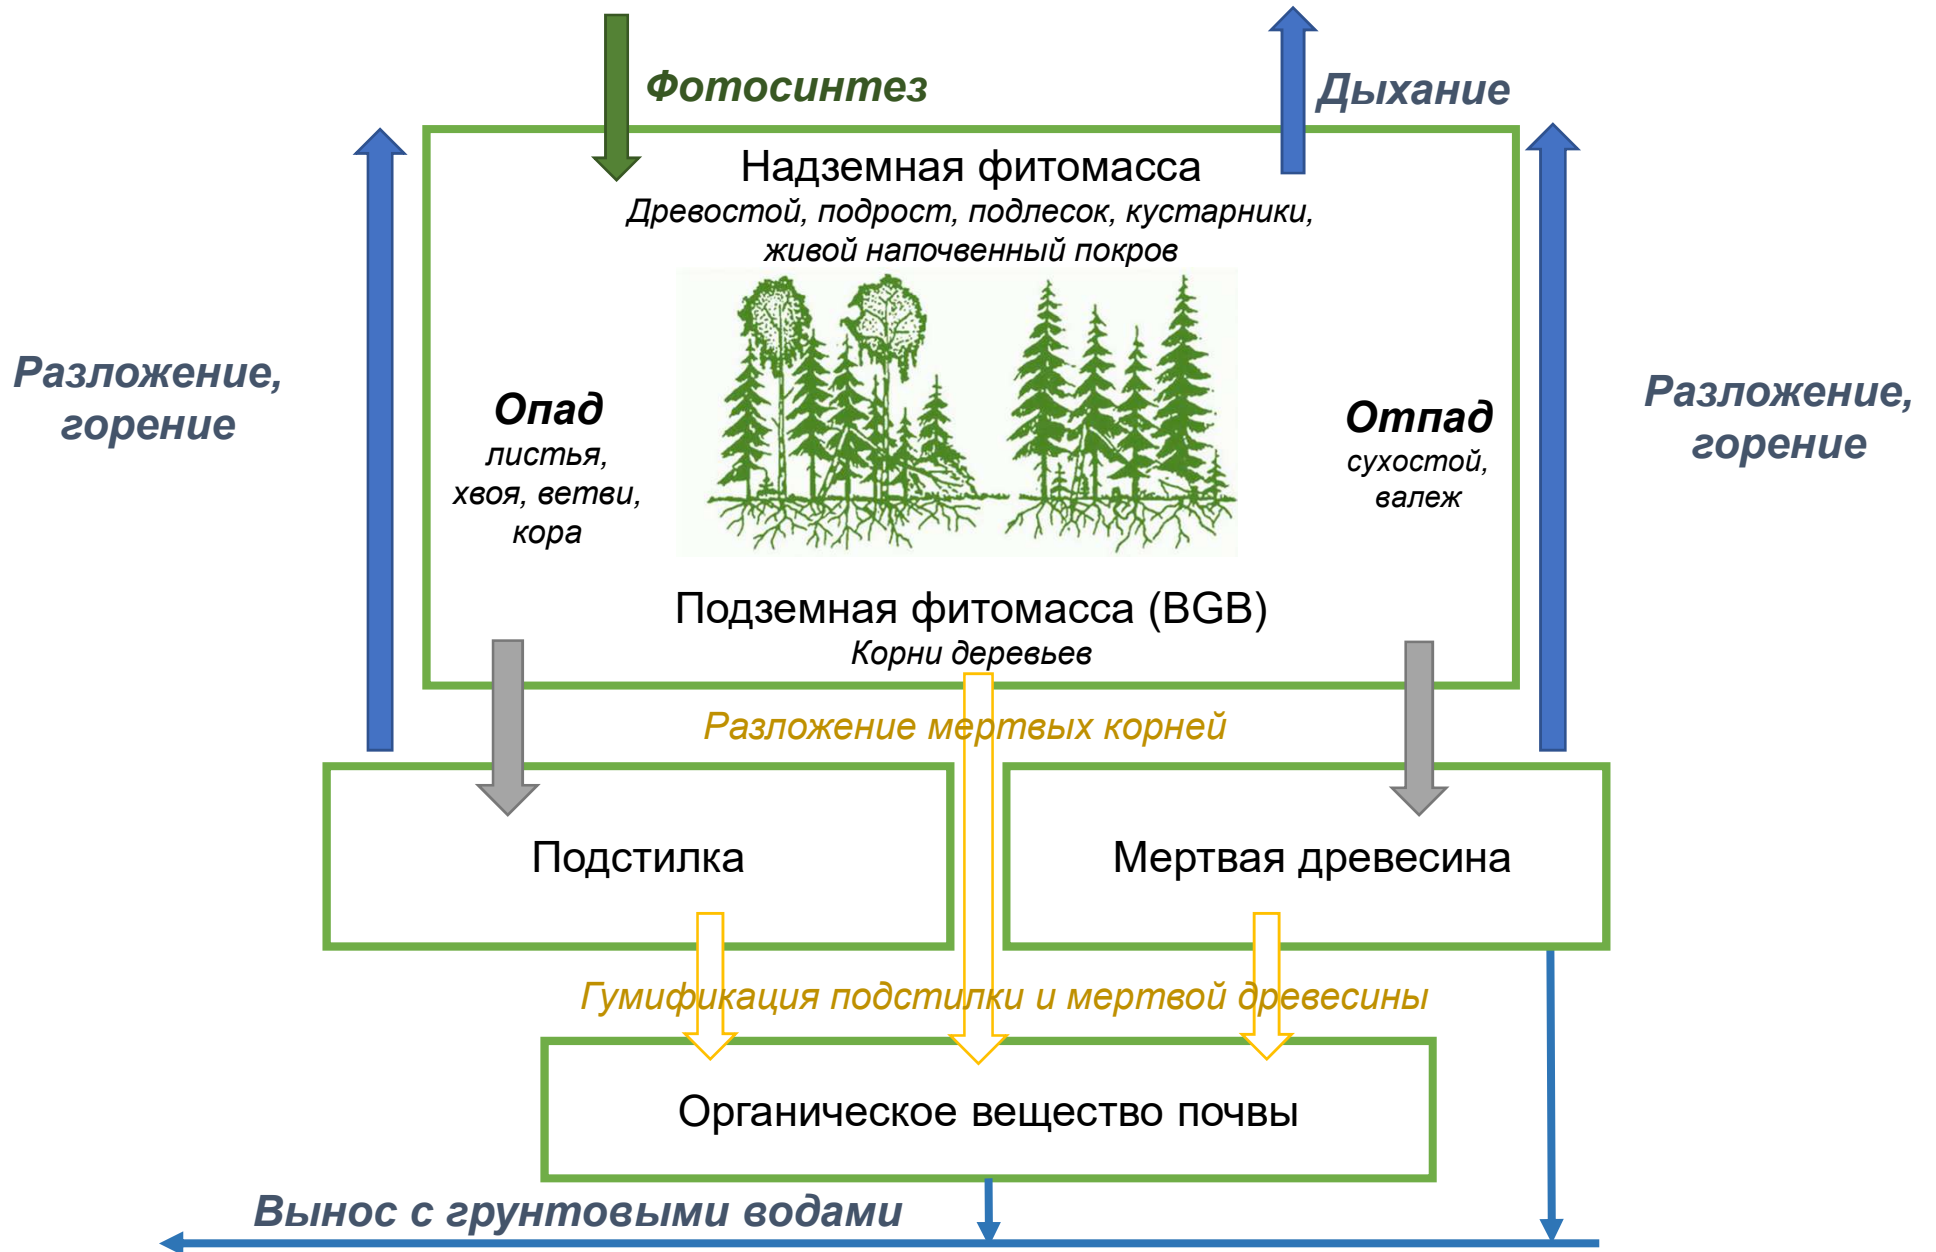 Фотосинтез
Дыхание
Надземная фитомасса
Древостой, подрост, подлесок, кустарники,
живой напочвенный покров
Разложение,
горение
Опад
листья,
хвоя, ветви,
кора
Отпад
сухостой,
валеж
Разложение,
горение
Подземная фитомасса (BGB)
Корни деревьев
Разложение мертвых корней
Подстилка
Мертвая древесина
Гумификация подстилки и мертвой древесины
Органическое вещество почвы
Вынос с грунтовыми водами